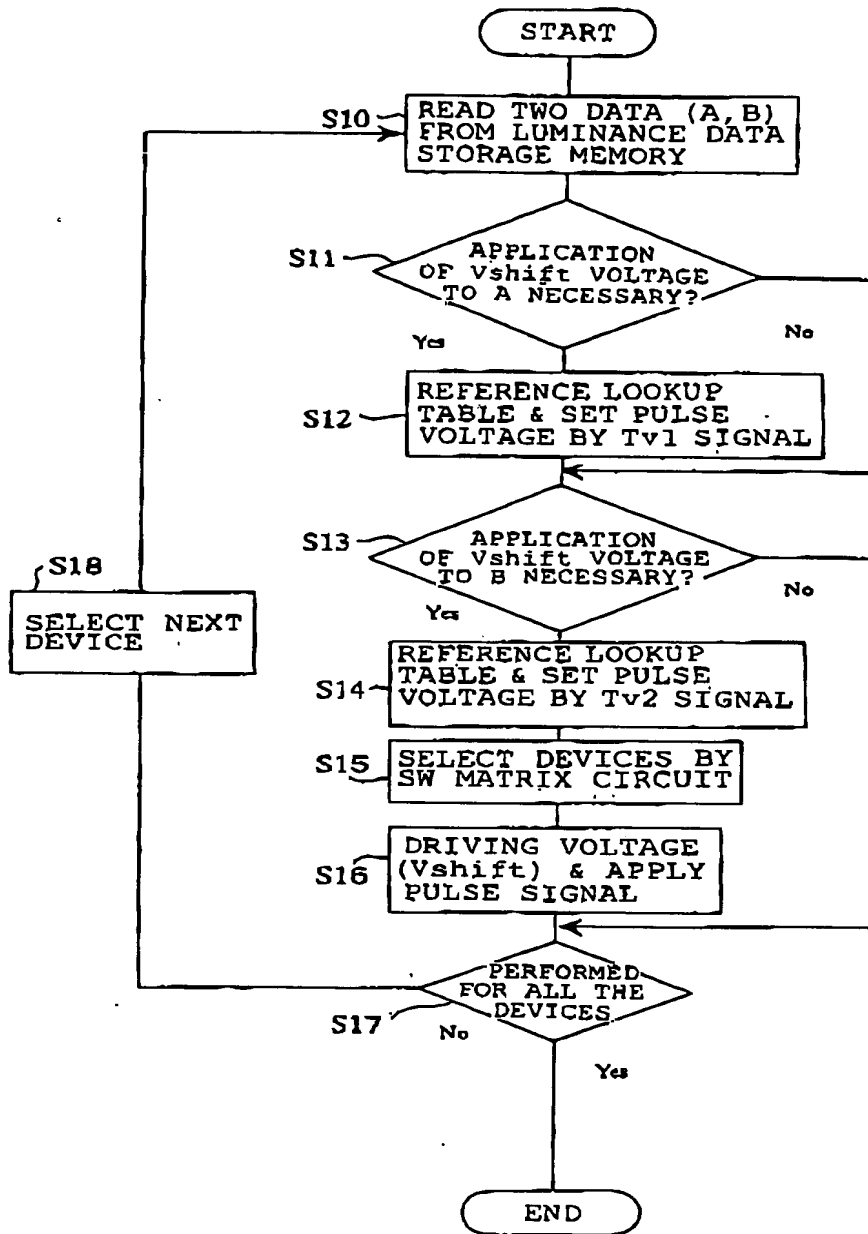 START
S10
READ TWO DATA (A,B)
FROM LUMINANCE DATA
STORAGE MEMORY
S11
APPLICATION
OF Vshift VOLTAGE
TO A NECESSARY?
Yes
No
S12
REFERENCE LOOKUP
TABLE & SET PULSE
VOLTAGE BY Tv1 SIGNAL
S13
APPLICATION
OF Vshift VOLTAGE
TO B NECESSARY?
Yes
No
S18
SELECT NEXT
DEVICE
S14
REFERENCE LOOKUP
TABLE & SET PULSE
VOLTAGE BY Tv2 SIGNAL
S15
SELECT DEVICES BY
SW MATRIX CIRCUIT
S16
DRIVING VOLTAGE
(Vshift) & APPLY
PULSE SIGNAL
S17
PERFORMED
FOR ALL THE
DEVICES
No
Yes
END